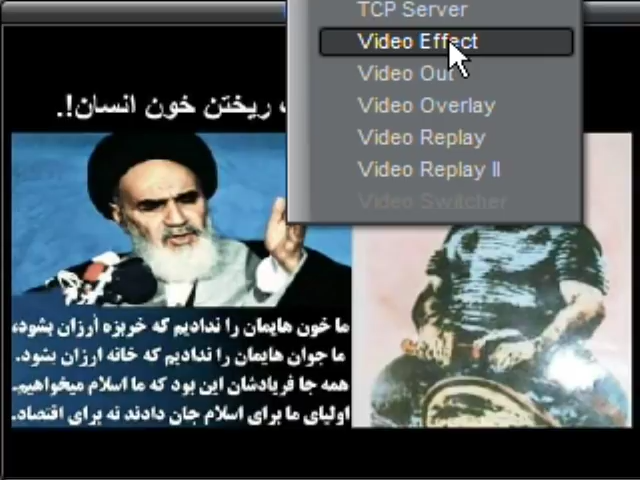 TCP Server
Video Effect
Video Out
Video Overlay
Video Replay
Video Replay II
Video Switcher
ریختن خون انسان!.
ما خون هایمان را ندادیم که خربزه ارزان بشود،
ما جوان هایمان را ندادیم که خانه ارزان بشود.
همه جا فریادشان این بود که ما اسلام میخواهیم.
اولیای ما برای اسلام جان دادند نه برای اقتصاد.